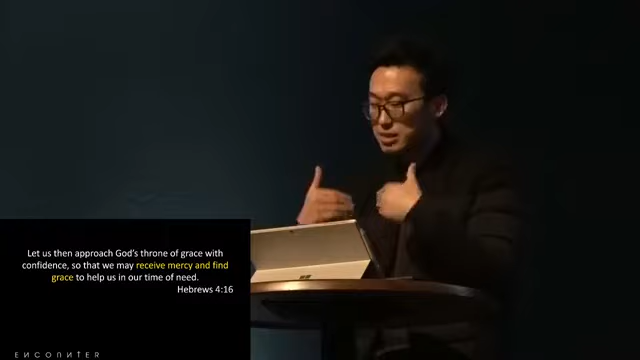 Let us then approach God's throne of grace with
confidence, so that we may receive mercy and find
grace to help us in our time of need.
Hebrews 4:16
ENCOUNTER